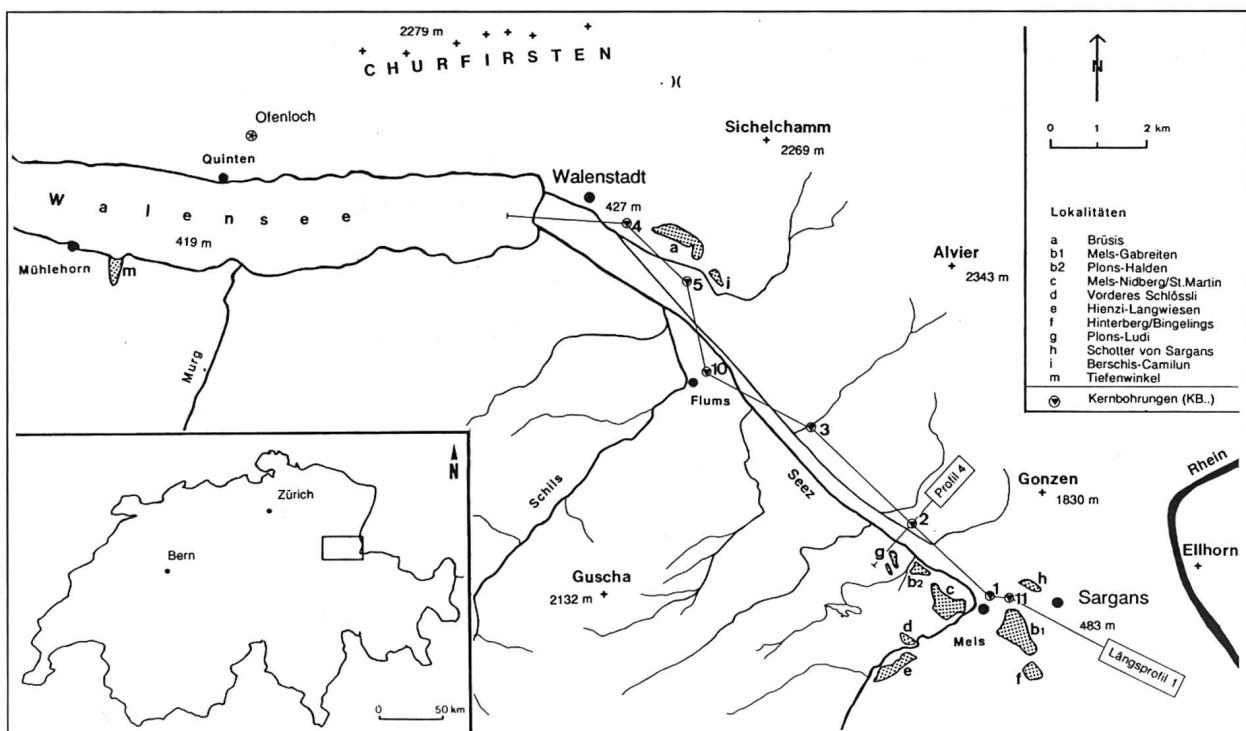 2279 m
CHURFIRSTEN
N
Ofenloch
Sichelchamm
2269 m
0 1 2 km
Quinten
Walenstadt
427 m
Walensee
419 m
Mühlehorn
m
4
a
i
5
Alvier
2343 m
Lokalitäten
a Brüsis
b1 Mels-Gabreiten
b2 Plons-Halden
c Mels-Nidberg/St.Martin
d Vorderes Schlössli
e Hienzi-Langwiesen
f Hinterberg/Bingelings
g Plons-Ludi
h Schotter von Sargans
i Berschis-Camilun
m Tiefenwinkel
Kernbohrungen (KB..)
Murg
10
Flums
3
Schils
Seez
Profil 4
2
Gonzen
1830 m
Rhein
Ellhorn
g
b2
c
Guscha
2132 m
1
11
h
Sargans
483 m
d
Mels
b1
e
f
Längsprofil 1
N
Zürich
Bern
0 50 km